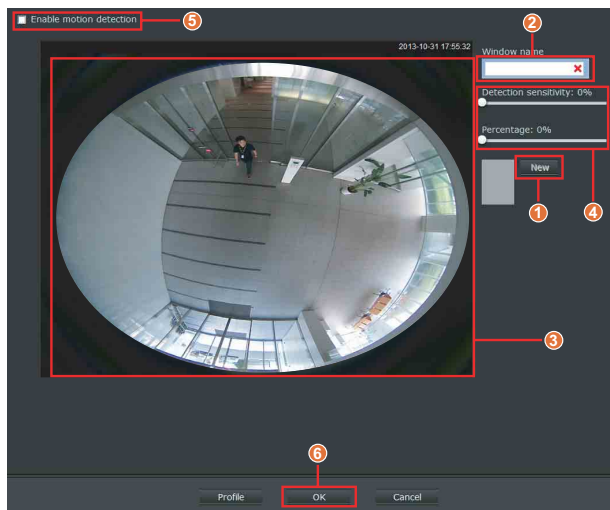 Enable motion detection
5
2
2013-10-31 17:55:32
Window name
Detection sensitivity: 0%
Percentage: 0%
New
1
4
3
6
Profile
OK
Cancel